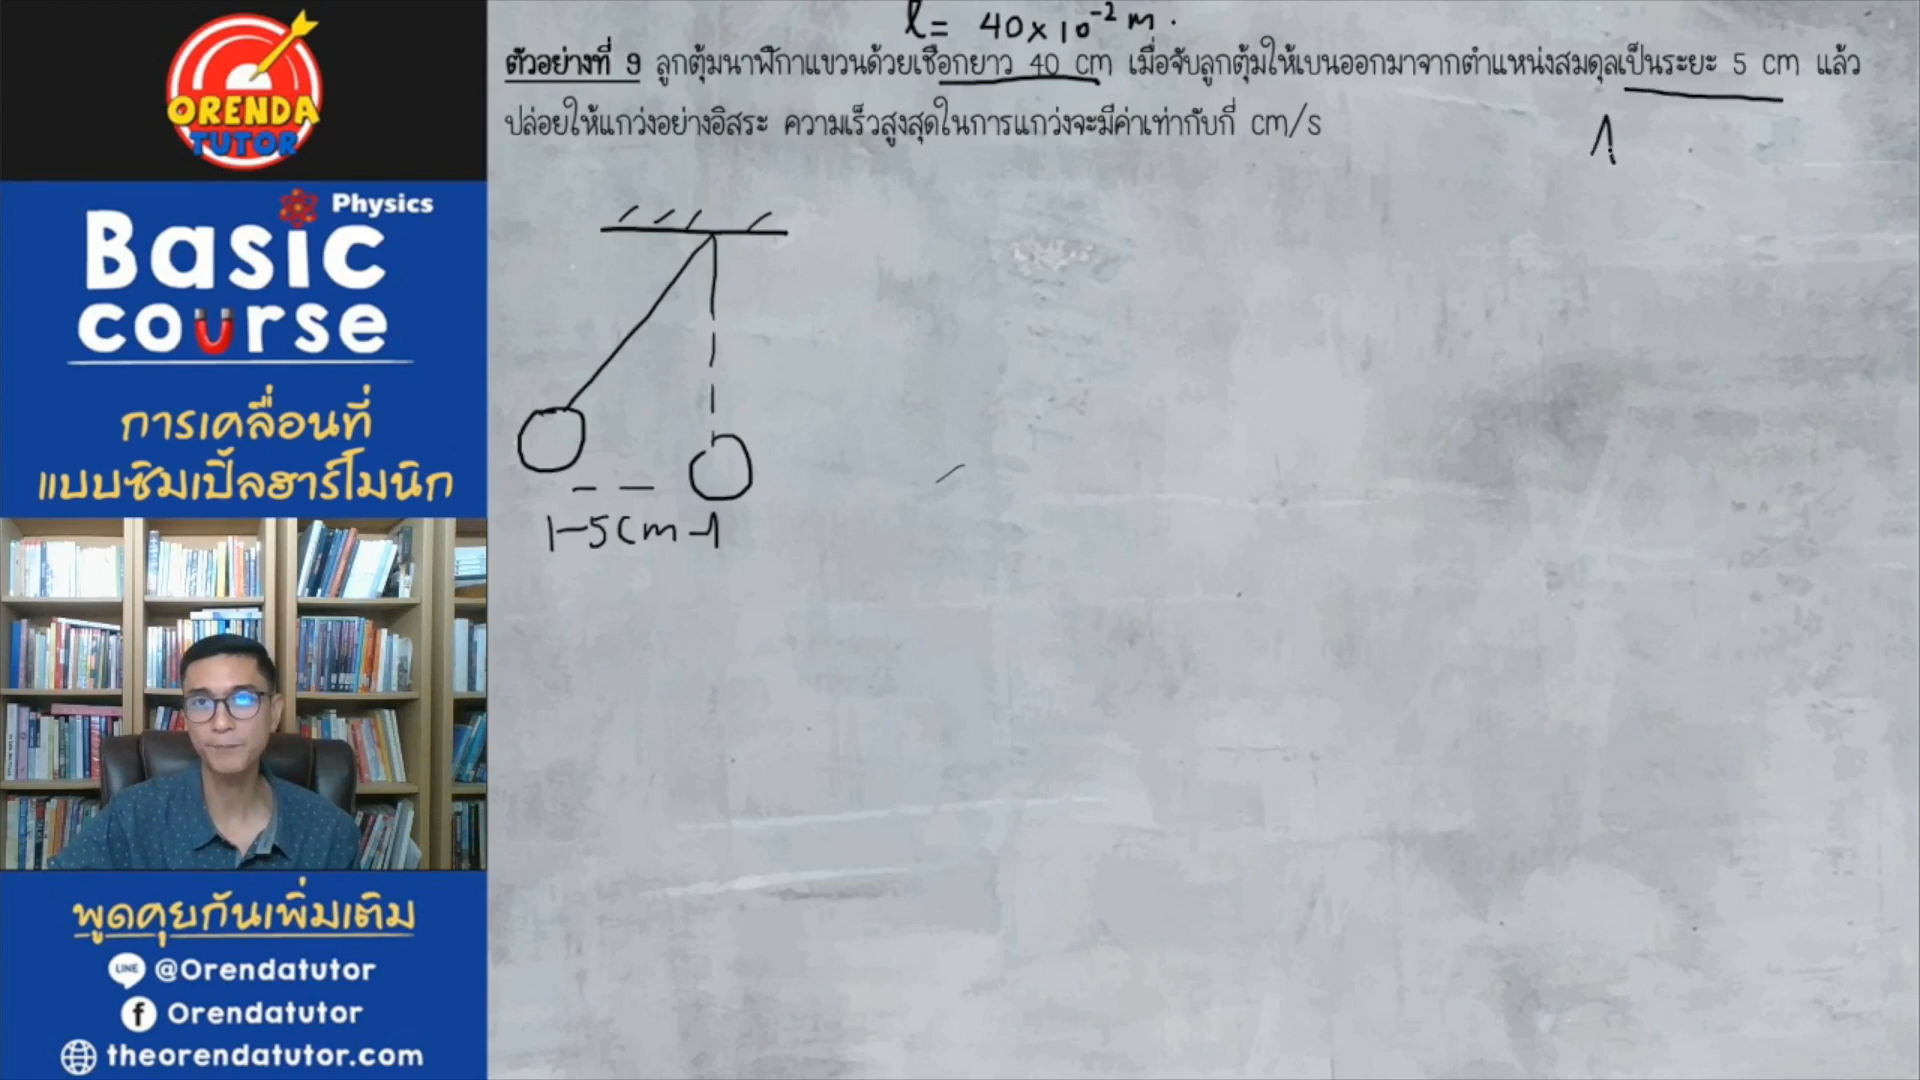 ORENDA
TUTOR
Physics
Basic
course
การเคลื่อนที่
แบบซิมเปิ้ลฮาร์โมนิก
พูดคุยกันเพิ่มเติม
LINE @Orendatutor
f Orendatutor
theorendatutor.com
l = 40×10⁻² m.
ตัวอย่างที่ 9 ลูกตุ้มนาฬิกาแขวนด้วยเชือกยาว 40 cm เมื่อจับลูกตุ้มให้เบนออกมาจากตำแหน่งสมดุลเป็นระยะ 5 cm แล้ว
ปล่อยให้แกว่งอย่างอิสระ ความเร็วสูงสุดในการแกว่งจะมีค่าเท่ากับกี่ cm/s
5cm